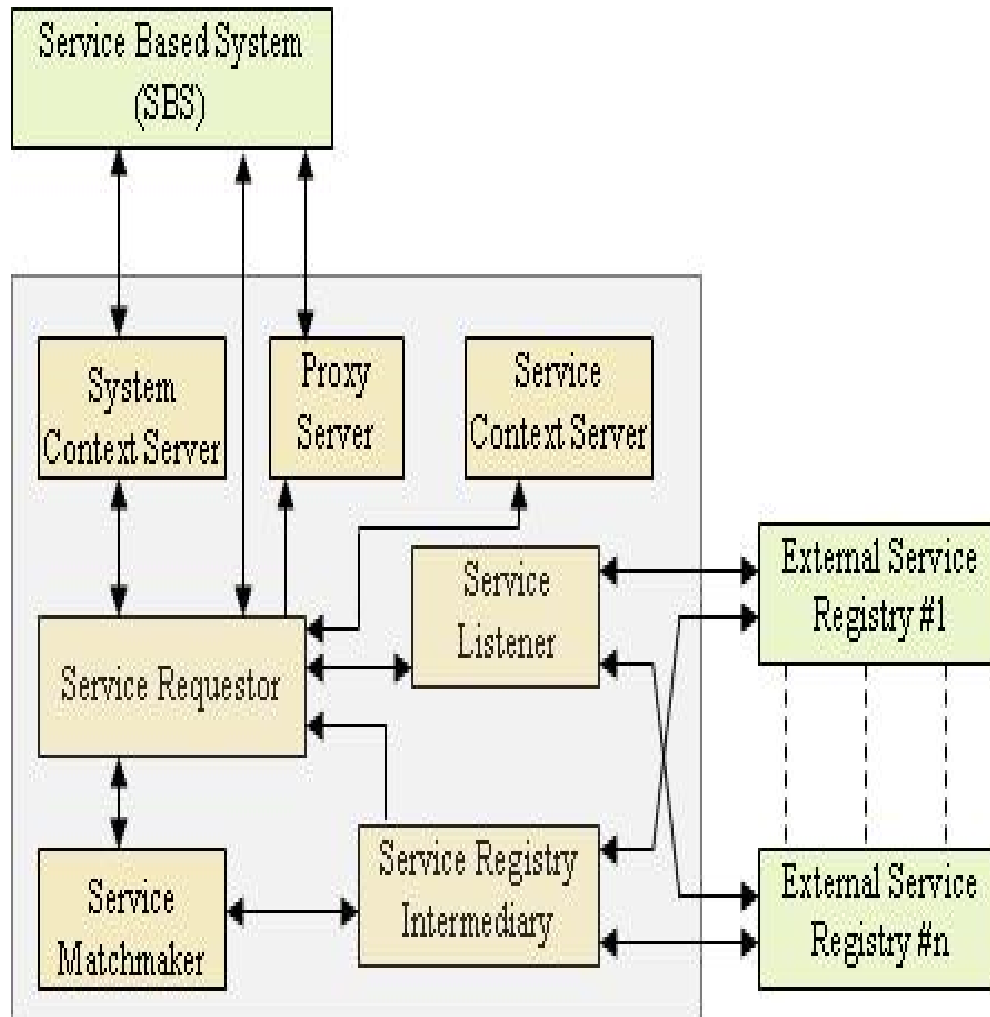 Service Based System
(SBS)
System
Context Server
Proxy
Server
Service
Context Server
Service
Listener
External Service
Registry #1
Service Requestor
Service
Matchmaker
Service Registry
Intermediary
External Service
Registry #n